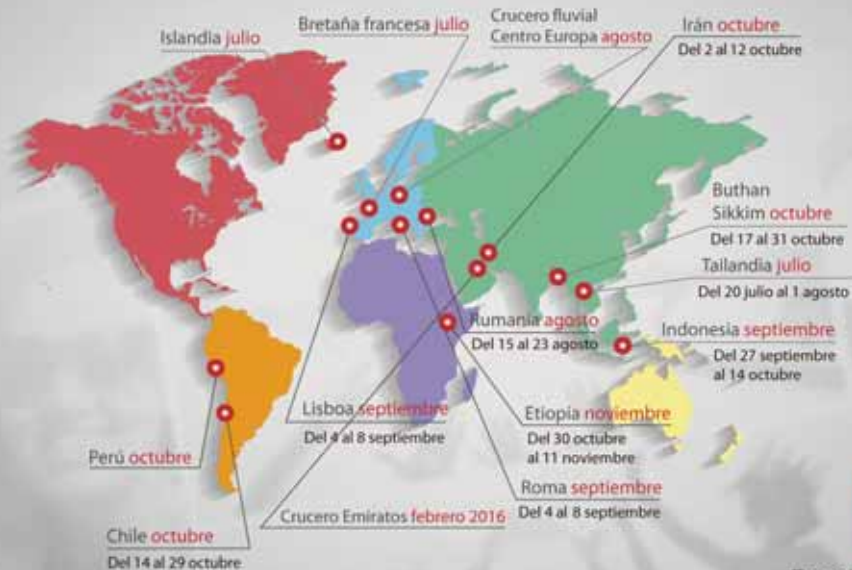 Islandia julio
Bretaña francesa julio
Crucero fluvial
Centro Europa agosto
Irán octubre
Del 2 al 12 octubre
Buthan
Sikkim octubre
Del 17 al 31 octubre
Tailandia julio
Del 20 julio al 1 agosto
Rumanía agosto
Del 15 al 23 agosto
Indonesia septiembre
Del 27 septiembre
al 14 octubre
Lisboa septiembre
Del 4 al 8 septiembre
Etiopia noviembre
Del 30 octubre
al 11 noviembre
Perú octubre
Roma septiembre
Del 4 al 8 septiembre
Crucero Emiratos febrero 2016
Chile octubre
Del 14 al 29 octubre